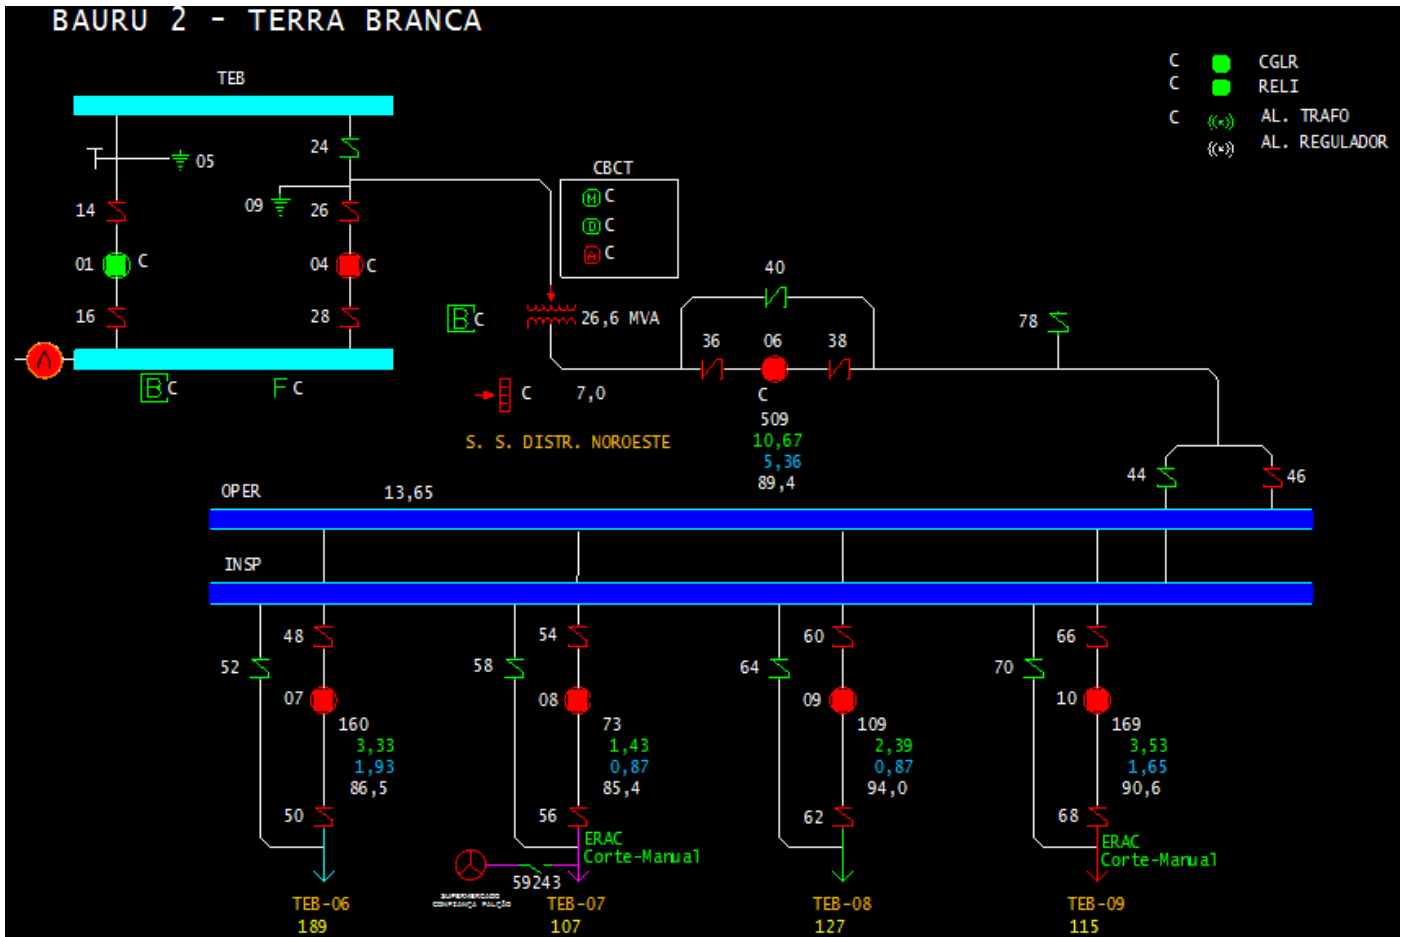 BAURU 2 - TERRA BRANCA
C CGLR
C RELI
C AL. TRAFO
AL. REGULADOR
TEB
05
24
09
14
26
01 C
04 C
16
28
B C
F C
CBCT
M C
D C
A C
B C
26,6 MVA
40
36
06
38
78
C
C
7,0
509
10,67
5,36
89,4
S. S. DISTR. NOROESTE
44
46
OPER
13,65
INSP
48
54
60
66
52
58
64
70
07
08
09
10
160
3,33
1,93
86,5
73
1,43
0,87
85,4
109
2,39
0,87
94,0
169
3,53
1,65
90,6
50
56
62
68
ERAC
Corte-Manual
ERAC
Corte-Manual
59243
SUPERMERCADO
CONFIANÇA FALCÃO
TEB-06
189
TEB-07
107
TEB-08
127
TEB-09
115